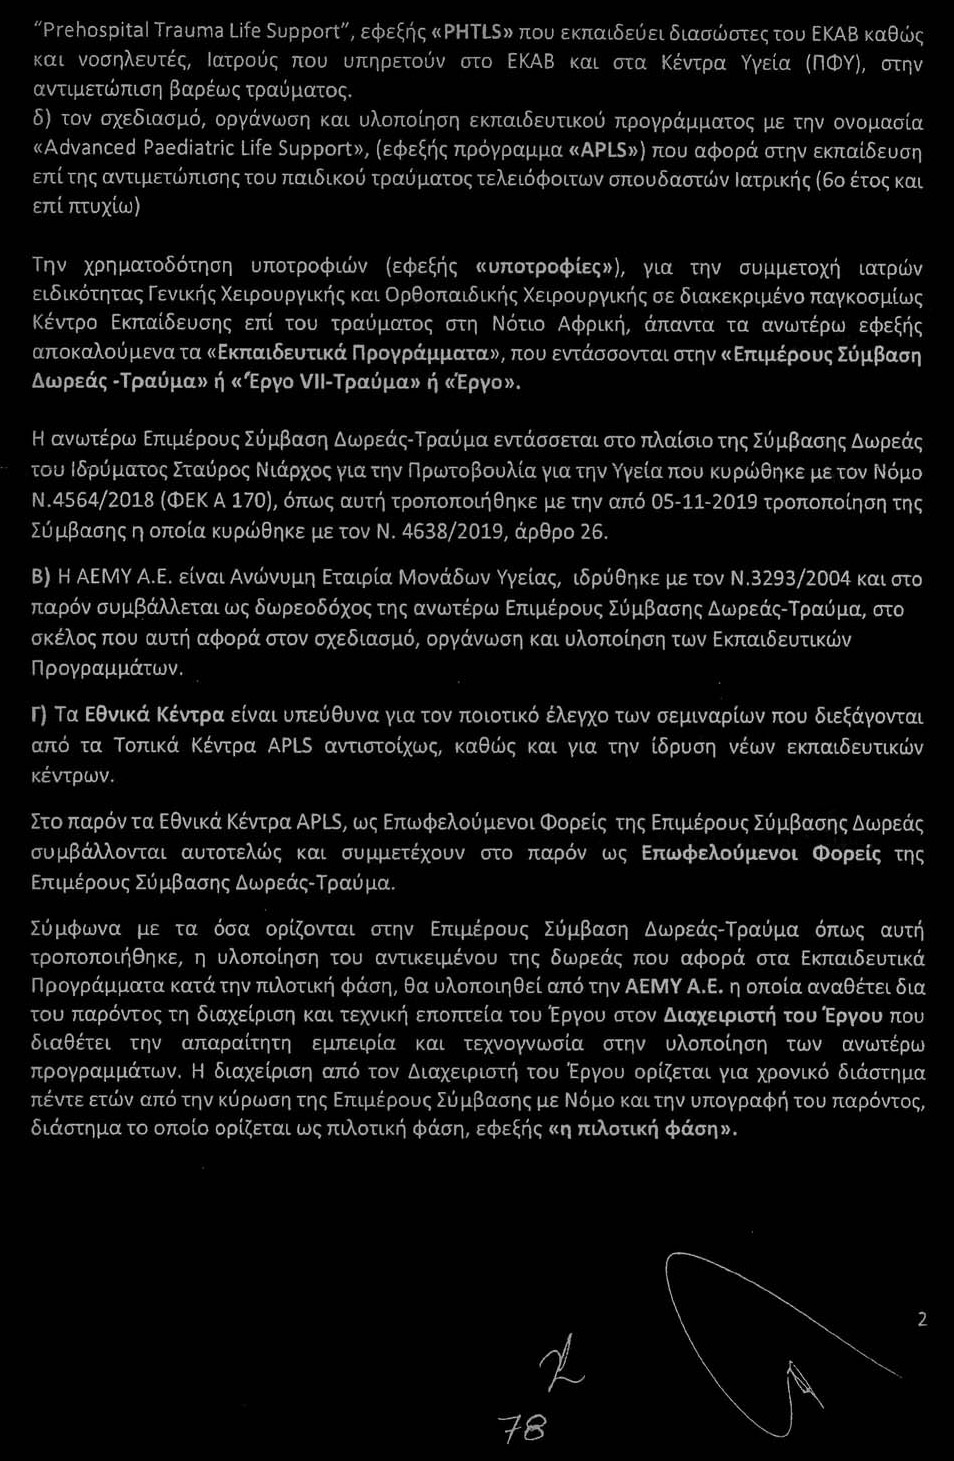 "Prehospital Trauma Life Support", εφεξής «PHTLS» που εκπαιδεύει διασώστες του ΕΚΑΒ καθώς
και νοσηλευτές, Ιατρούς που υπηρετούν στο ΕΚΑΒ και στα Κέντρα Υγεία (ΠΦΥ), στην
αντιμετώπιση βαρέως τραύματος.
δ) τον σχεδιασμό, οργάνωση και υλοποίηση εκπαιδευτικού προγράμματος με την ονομασία
«Advanced Paediatric Life Support», (εφεξής πρόγραμμα «APLS») που αφορά στην εκπαίδευση
επί της αντιμετώπισης του παιδικού τραύματος τελειόφοιτων σπουδαστών Ιατρικής (6ο έτος και
επί πτυχίω)
Την χρηματοδότηση υποτροφιών (εφεξής «υποτροφίες»), για την συμμετοχή ιατρών
ειδικότητας Γενικής Χειρουργικής και Ορθοπαιδικής Χειρουργικής σε διακεκριμένο παγκοσμίως
Κέντρο Εκπαίδευσης επί του τραύματος στη Νότιο Αφρική, άπαντα τα ανωτέρω εφεξής
αποκαλούμενα τα «Εκπαιδευτικά Προγράμματα», που εντάσσονται στην «Επιμέρους Σύμβαση
Δωρεάς -Τραύμα» ή «Έργο VII-Τραύμα» ή «Έργο».
Η ανωτέρω Επιμέρους Σύμβαση Δωρεάς-Τραύμα εντάσσεται στο πλαίσιο της Σύμβασης Δωρεάς
του Ιδρύματος Σταύρος Νιάρχος για την Πρωτοβουλία για την Υγεία που κυρώθηκε με τον Νόμο
Ν.4564/2018 (ΦΕΚ Α 170), όπως αυτή τροποποιήθηκε με την από 05-11-2019 τροποποίηση της
Σύμβασης η οποία κυρώθηκε με τον Ν. 4638/2019, άρθρο 26.
Β) Η ΑΕΜΥ Α.Ε. είναι Ανώνυμη Εταιρία Μονάδων Υγείας, ιδρύθηκε με τον Ν.3293/2004 και στο
παρόν συμβάλλεται ως δωρεοδόχος της ανωτέρω Επιμέρους Σύμβασης Δωρεάς-Τραύμα, στο
σκέλος που αυτή αφορά στον σχεδιασμό, οργάνωση και υλοποίηση των Εκπαιδευτικών
Προγραμμάτων.
Γ) Τα Εθνικά Κέντρα είναι υπεύθυνα για τον ποιοτικό έλεγχο των σεμιναρίων που διεξάγονται
από τα Τοπικά Κέντρα APLS αντιστοίχως, καθώς και για την ίδρυση νέων εκπαιδευτικών
κέντρων.
Στο παρόν τα Εθνικά Κέντρα APLS, ως Επωφελούμενοι Φορείς της Επιμέρους Σύμβασης Δωρεάς
συμβάλλονται αυτοτελώς και συμμετέχουν στο παρόν ως Επωφελούμενοι Φορείς της
Επιμέρους Σύμβασης Δωρεάς-Τραύμα.
Σύμφωνα με τα όσα ορίζονται στην Επιμέρους Σύμβαση Δωρεάς-Τραύμα όπως αυτή
τροποποιήθηκε, η υλοποίηση του αντικειμένου της δωρεάς που αφορά στα Εκπαιδευτικά
Προγράμματα κατά την πιλοτική φάση, θα υλοποιηθεί από την ΑΕΜΥ Α.Ε. η οποία αναθέτει δια
του παρόντος τη διαχείριση και τεχνική εποπτεία του Έργου στον Διαχειριστή του Έργου που
διαθέτει την απαραίτητη εμπειρία και τεχνογνωσία στην υλοποίηση των ανωτέρω
προγραμμάτων. Η διαχείριση από τον Διαχειριστή του Έργου ορίζεται για χρονικό διάστημα
πέντε ετών από την κύρωση της Επιμέρους Σύμβασης με Νόμο και την υπογραφή του παρόντος,
διάστημα το οποίο ορίζεται ως πιλοτική φάση, εφεξής «η πιλοτική φάση».
2
78